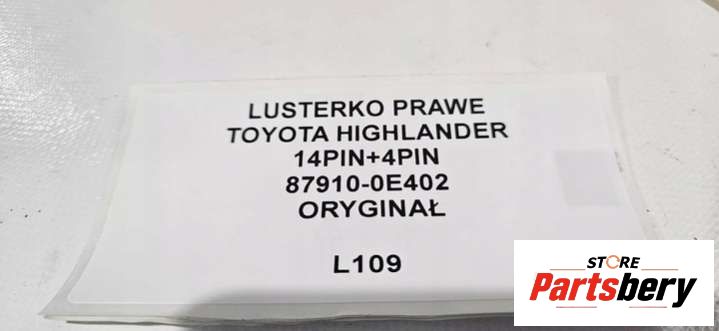 LUSTERKO PRAWE
TOYOTA HIGHLANDER
14PIN+4PIN
87910-0E402
ORYGINAŁ
L109
STORE
Partsbery